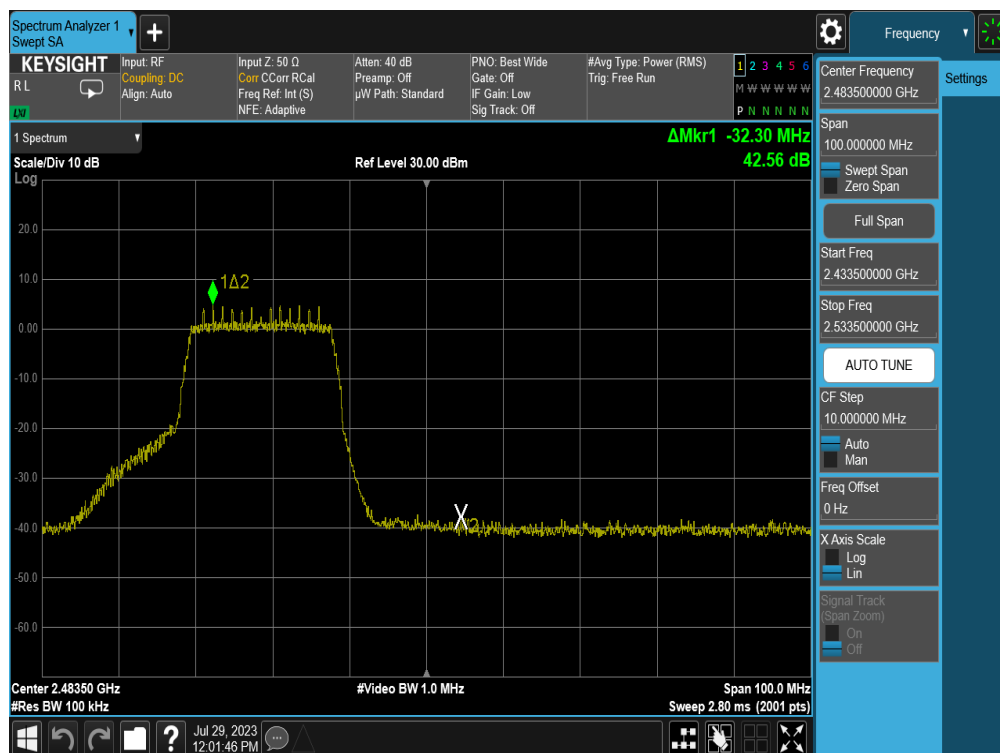 Spectrum Analyzer 1
Swept SA
Frequency
KEYSIGHT
R L
LXI
Input: RF
Coupling: DC
Align: Auto
Input Z: 50 Ω
Corr CCorr RCal
Freq Ref: Int (S)
NFE: Adaptive
Atten: 40 dB
Preamp: Off
µW Path: Standard
PNO: Best Wide
Gate: Off
IF Gain: Low
Sig Track: Off
#Avg Type: Power (RMS)
Trig: Free Run
1 2 3 4 5 6
M W W W W W
P N N N N N
1 Spectrum
Scale/Div 10 dB
Log
Ref Level 30.00 dBm
ΔMkr1 -32.30 MHz
42.56 dB
20.0
10.0
0.00
-10.0
-20.0
-30.0
-40.0
-50.0
-60.0
1Δ2
X2
Center 2.48350 GHz
#Res BW 100 kHz
#Video BW 1.0 MHz
Span 100.0 MHz
Sweep 2.80 ms (2001 pts)
Center Frequency
2.483500000 GHz
Settings
Span
100.000000 MHz
Swept Span
Zero Span
Full Span
Start Freq
2.433500000 GHz
Stop Freq
2.533500000 GHz
AUTO TUNE
CF Step
10.000000 MHz
Auto
Man
Freq Offset
0 Hz
X Axis Scale
Log
Lin
Signal Track
(Span Zoom)
On
Off
?
Jul 29, 2023
12:01:46 PM